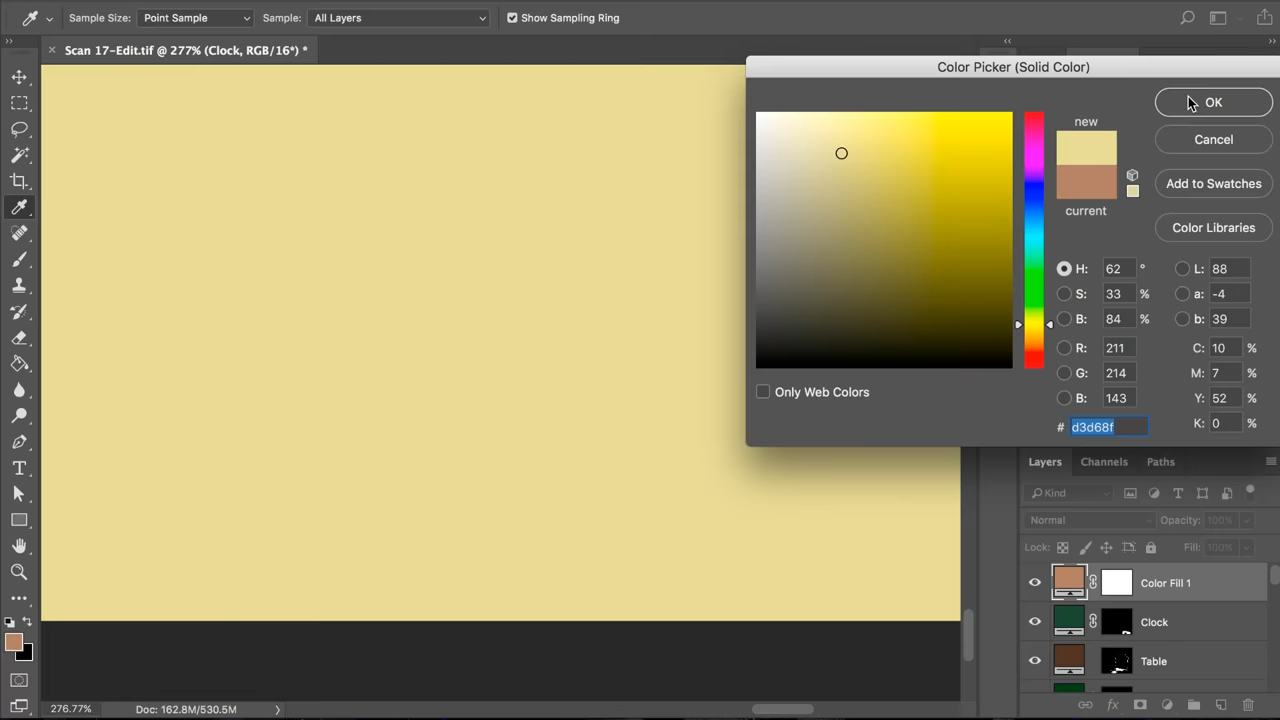 Sample Size: Point Sample Sample: All Layers Show Sampling Ring
Scan 17-Edit.tif @ 277% (Clock, RGB/16*) *
Color Picker (Solid Color)
new
current
OK
Cancel
Add to Swatches
Color Libraries
H: 62 °
S: 33 %
B: 84 %
R: 211
G: 214
B: 143
# d3d68f
L: 88
a: -4
b: 39
C: 10 %
M: 7 %
Y: 52 %
K: 0 %
Only Web Colors
Layers Channels Paths
Kind
Normal Opacity: 100%
Lock: Fill: 100%
Color Fill 1
Clock
Table
276.77% Doc: 162.8M/530.5M